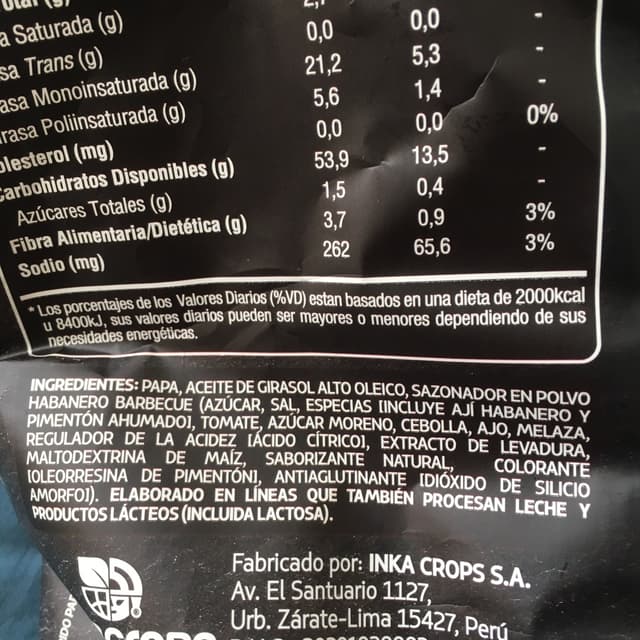 a Saturada (g) 0,0 0,0 -
sa Trans (g) 21,2 5,3 -
asa Monoinsaturada (g) 5,6 1,4 -
rasa Poliinsaturada (g) 0,0 0,0 0%
olesterol (mg) 53,9 13,5 -
Carbohidratos Disponibles (g) 1,5 0,4 -
Azúcares Totales (g) 3,7 0,9 3%
Fibra Alimentaria/Dietética (g) 262 65,6 3%
Sodio (mg)
* Los porcentajes de los Valores Diarios (%VD) estan basados en una dieta de 2000kcal
u 8400kJ, sus valores diarios pueden ser mayores o menores dependiendo de sus
necesidades energéticas.
INGREDIENTES: PAPA, ACEITE DE GIRASOL ALTO OLEICO, SAZONADOR EN POLVO
HABANERO BARBECUE (AZÚCAR, SAL, ESPECIAS [INCLUYE AJÍ HABANERO Y
PIMENTÓN AHUMADO], TOMATE, AZÚCAR MORENO, CEBOLLA, AJO, MELAZA,
REGULADOR DE LA ACIDEZ [ÁCIDO CÍTRICO], EXTRACTO DE LEVADURA,
MALTODEXTRINA DE MAÍZ, SABORIZANTE NATURAL, COLORANTE
[OLEORRESINA DE PIMENTÓN], ANTIAGLUTINANTE [DIÓXIDO DE SILICIO
AMORFO]). ELABORADO EN LÍNEAS QUE TAMBIÉN PROCESAN LECHE Y
PRODUCTOS LÁCTEOS (INCLUIDA LACTOSA).
Fabricado por: INKA CROPS S.A.
Av. El Santuario 1127,
Urb. Zárate-Lima 15427, Perú